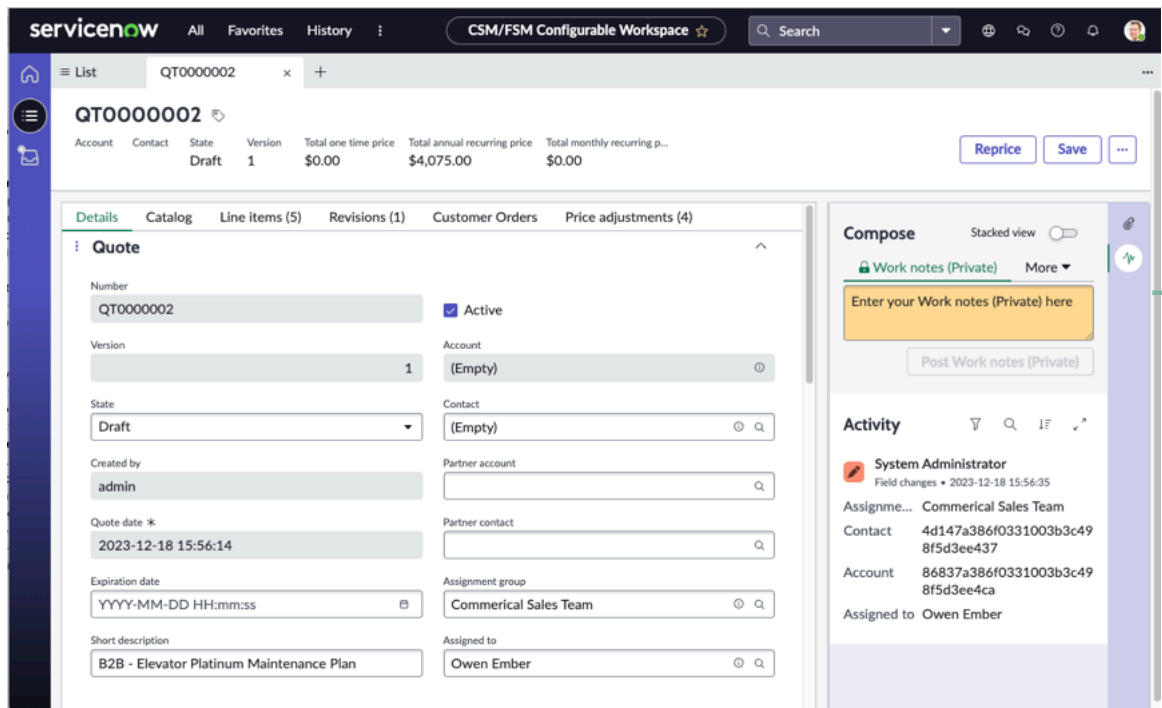 servicenow All Favorites History CSM/FSM Configurable Workspace Search
List QT0000002 × +
QT0000002
Account Contact State Version Total one time price Total annual recurring price Total monthly recurring p...
Draft 1 $0.00 $4,075.00 $0.00
Reprice Save ...
Details Catalog Line items (5) Revisions (1) Customer Orders Price adjustments (4)
Quote
Number
QT0000002
Active
Version
1
Account
(Empty)
State
Draft
Contact
(Empty)
Created by
admin
Partner account
Quote date *
2023-12-18 15:56:14
Partner contact
Expiration date
YYYY-MM-DD HH:mm:ss
Assignment group
Commerical Sales Team
Short description
B2B - Elevator Platinum Maintenance Plan
Assigned to
Owen Ember
Compose Stacked view
Work notes (Private) More
Enter your Work notes (Private) here
Post Work notes (Private)
Activity
System Administrator
Field changes • 2023-12-18 15:56:35
Assignme... Commerical Sales Team
Contact 4d147a386f0331003b3c49
8f5d3ee437
Account 86837a386f0331003b3c49
8f5d3ee4ca
Assigned to Owen Ember